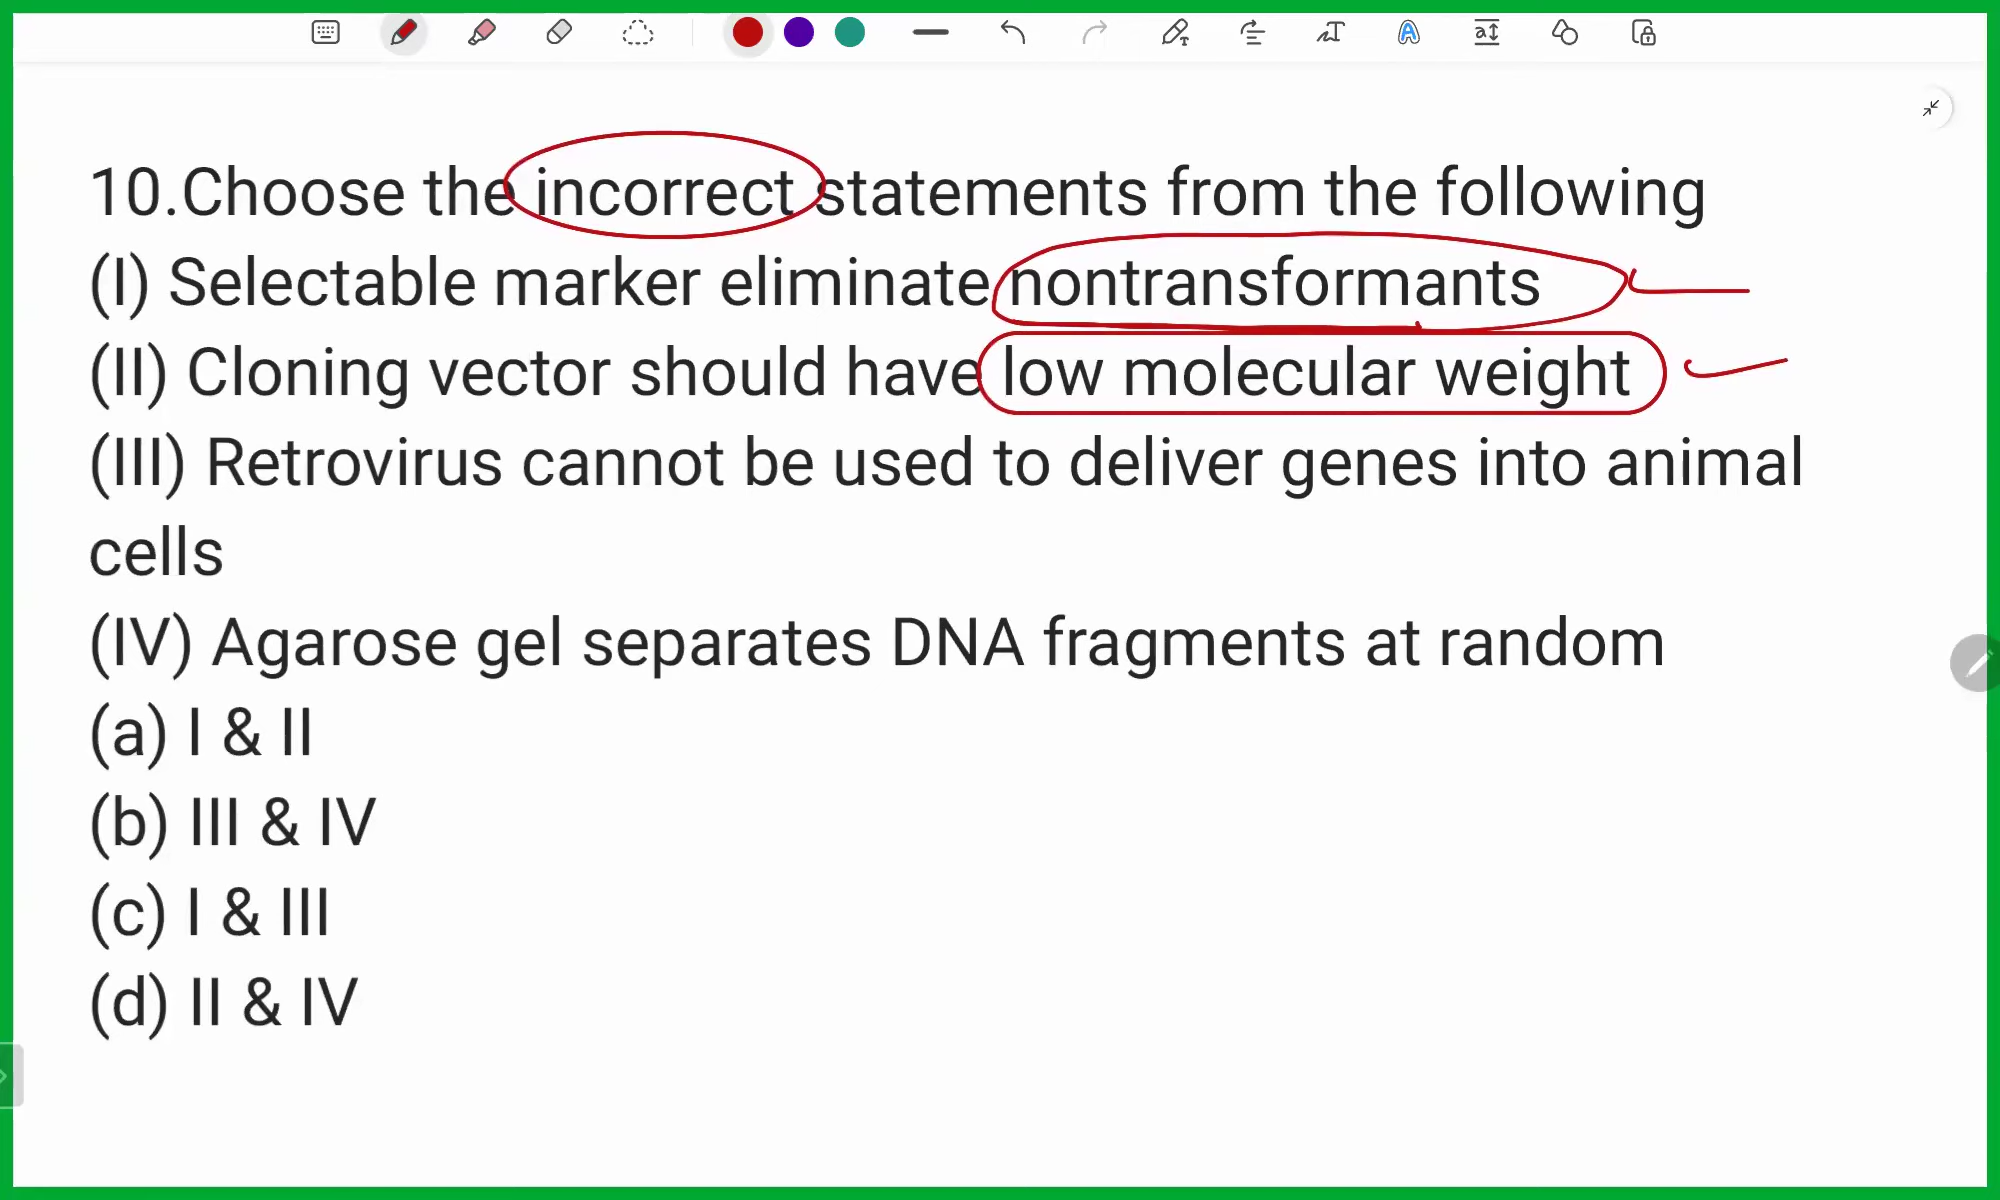 10.Choose the incorrect statements from the following
(I) Selectable marker eliminate nontransformants
(II) Cloning vector should have low molecular weight
(III) Retrovirus cannot be used to deliver genes into animal
cells
(IV) Agarose gel separates DNA fragments at random
(a) I & II
(b) III & IV
(c) I & III
(d) II & IV